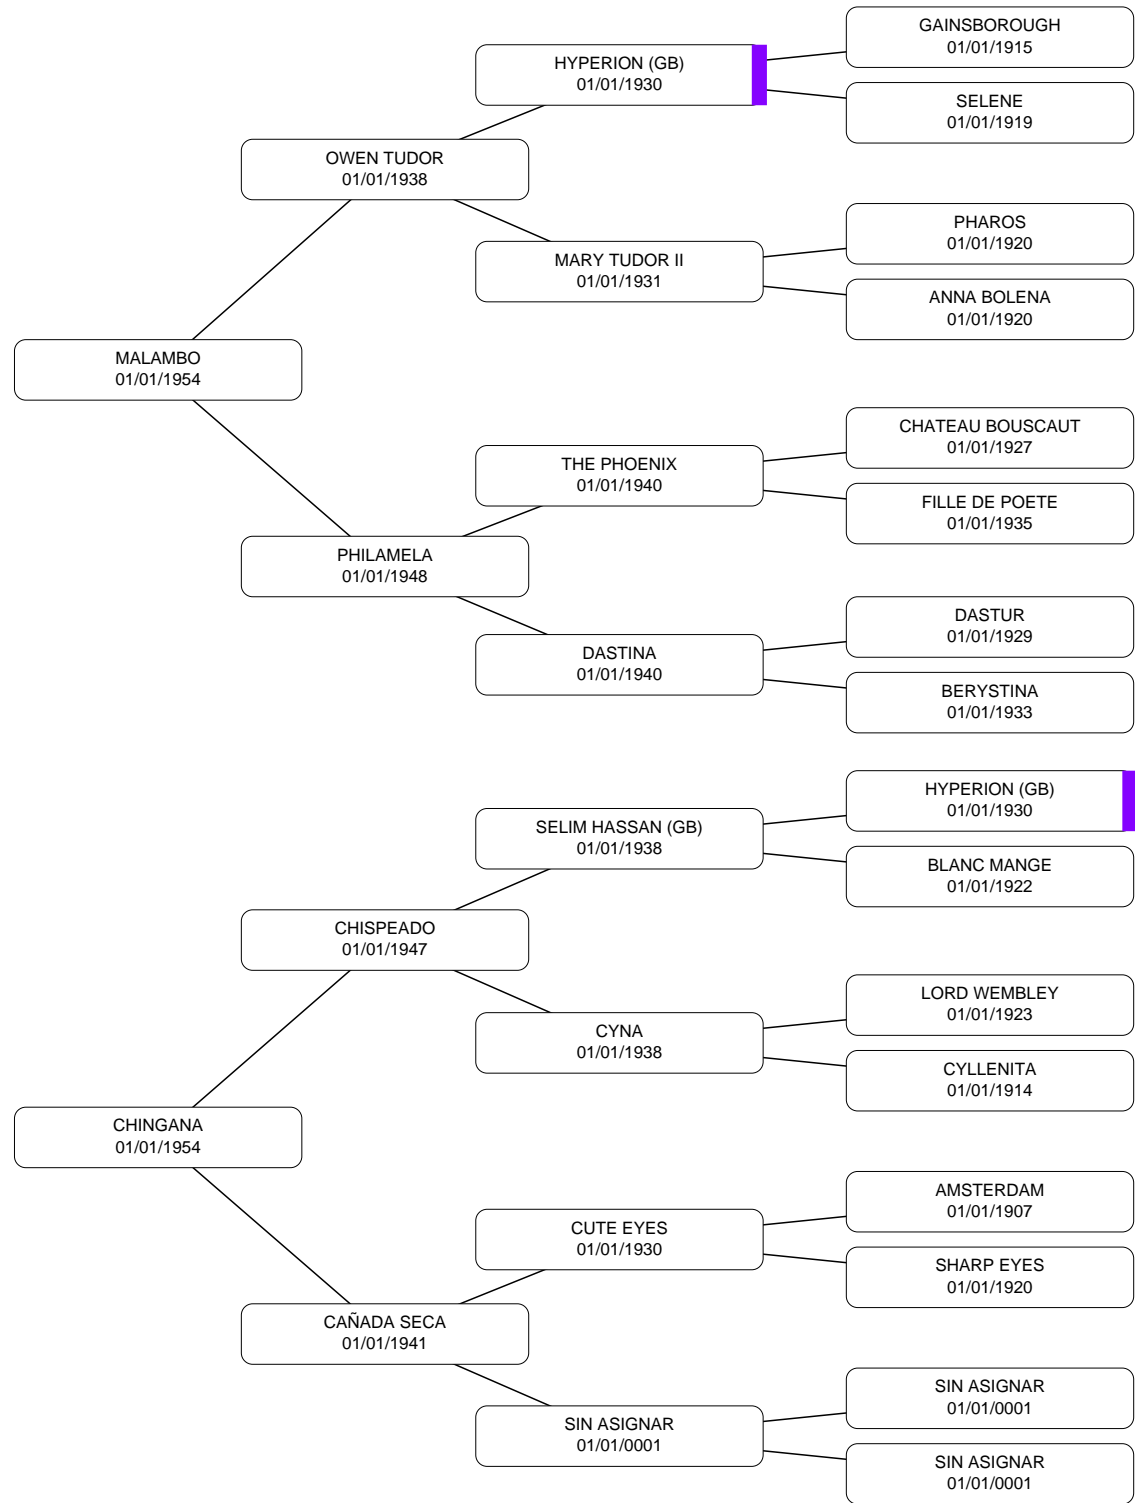 GAINSBOROUGH
01/01/1915
HYPERION (GB)
01/01/1930
SELENE
01/01/1919
OWEN TUDOR
01/01/1938
PHAROS
01/01/1920
MARY TUDOR II
01/01/1931
ANNA BOLENA
01/01/1920
MALAMBO
01/01/1954
CHATEAU BOUSCAUT
01/01/1927
THE PHOENIX
01/01/1940
FILLE DE POETE
01/01/1935
PHILAMELA
01/01/1948
DASTUR
01/01/1929
DASTINA
01/01/1940
BERYSTINA
01/01/1933
HYPERION (GB)
01/01/1930
SELIM HASSAN (GB)
01/01/1938
BLANC MANGE
01/01/1922
CHISPEADO
01/01/1947
LORD WEMBLEY
01/01/1923
CYNA
01/01/1938
CYLLENITA
01/01/1914
CHINGANA
01/01/1954
AMSTERDAM
01/01/1907
CUTE EYES
01/01/1930
SHARP EYES
01/01/1920
CAÑADA SECA
01/01/1941
SIN ASIGNAR
01/01/0001
SIN ASIGNAR
01/01/0001
SIN ASIGNAR
01/01/0001